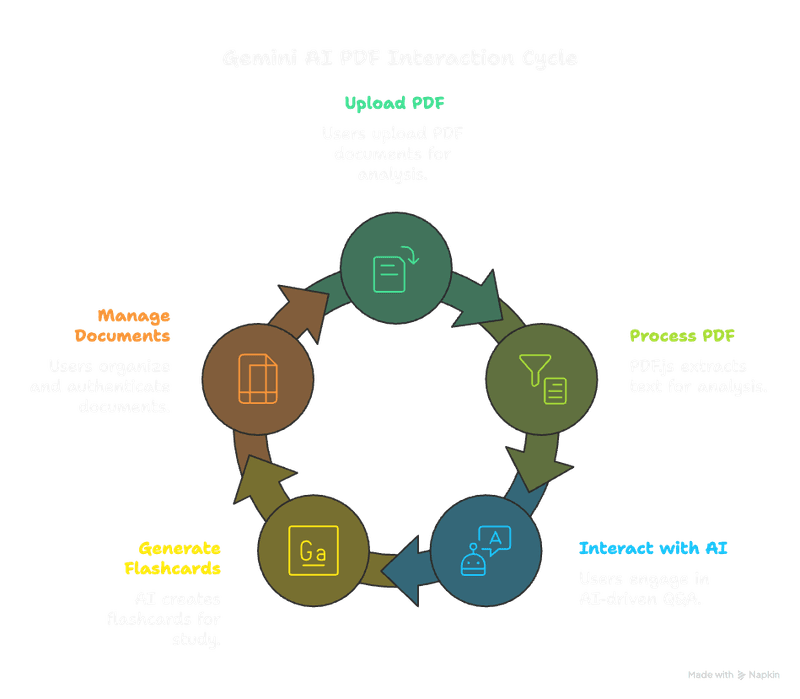 Gemini AI PDF Interaction Cycle
Upload PDF
Users upload PDF
documents for
analysis.
Manage
Documents
Users organize
and authenticate
documents.
Process PDF
PDFJs extracts
text for analysis.
Generate
Flashcards
AI creates
flashcards for
study.
Interact with AI
Users engage in
AI-driven Q&A.
A
Ga
Made with Napkin